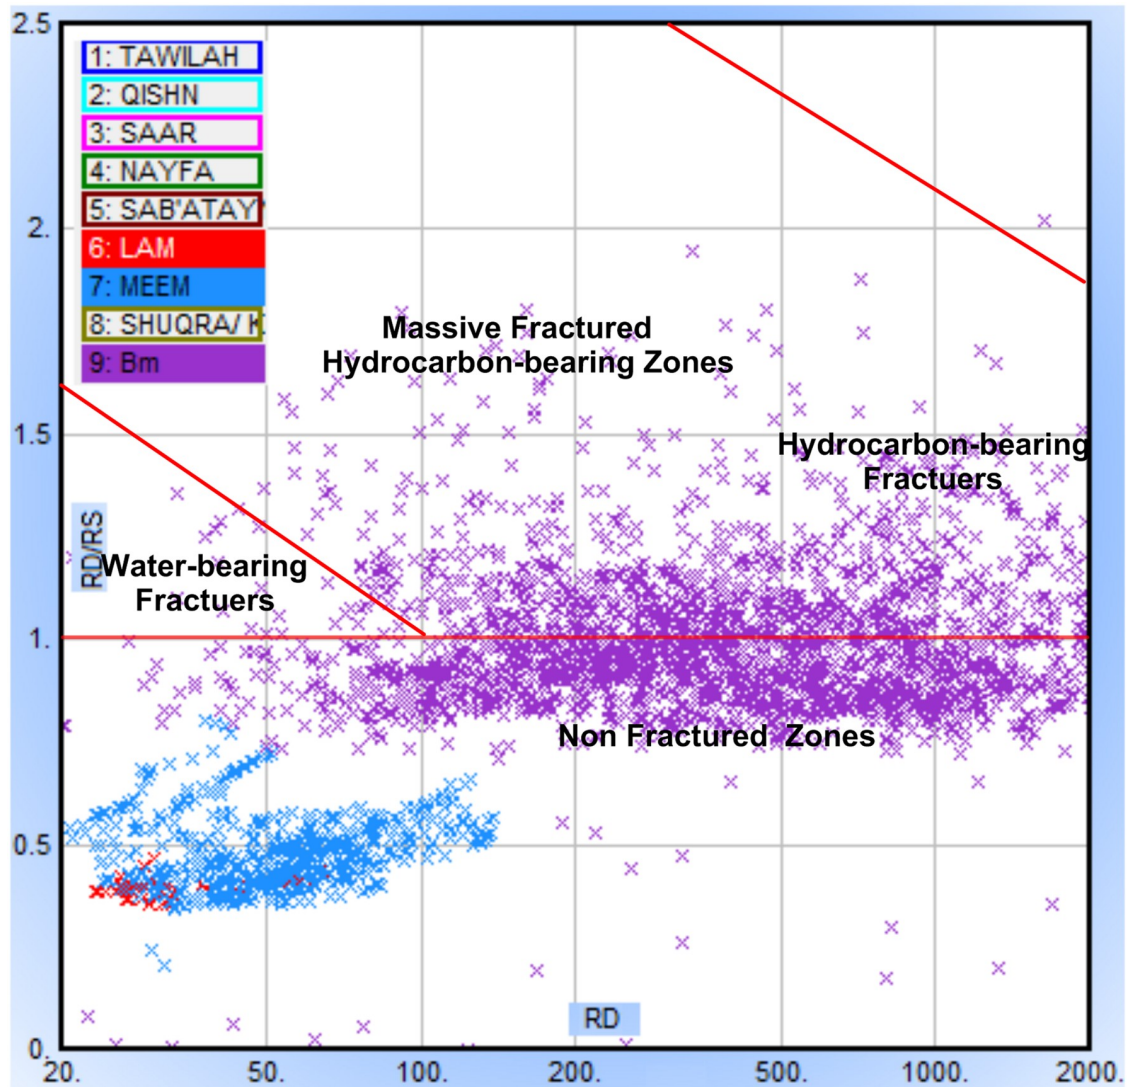 2.5
1: TAWILAH
2: QISHN
3: SAAR
4: NAYFA
5: SAB'ATAY
6: LAM
7: MEEM
8: SHUQRA/ K
9: Bm
2.
Massive Fractured
Hydrocarbon-bearing Zones
1.5
Hydrocarbon-bearing
Fractuers
RD/RS
Water-bearing
Fractuers
1.
Non Fractured Zones
0.5
RD
0.
20.
50.
100.
200.
500.
1000.
2000.